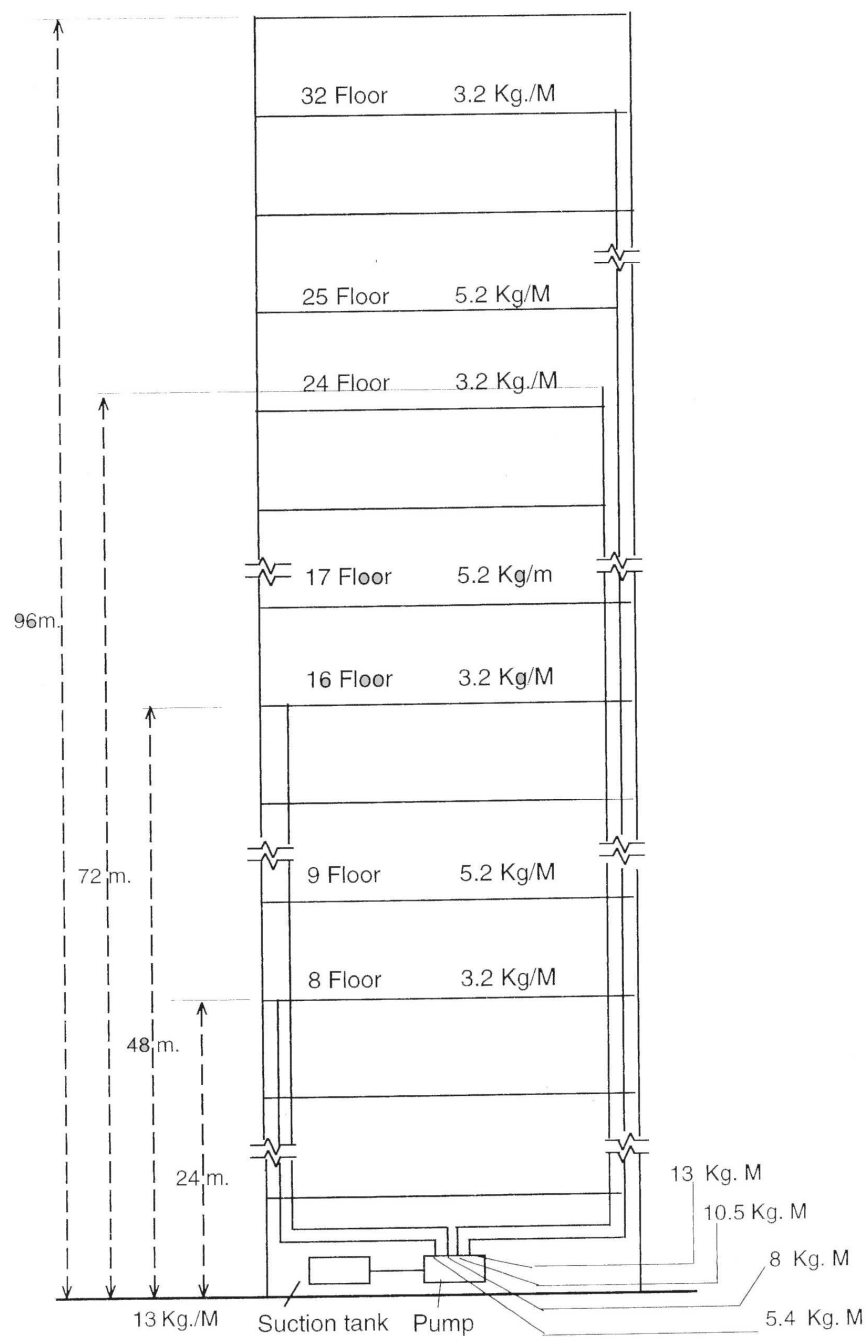 32 Floor 3.2 Kg./M
25 Floor 5.2 Kg/M
24 Floor 3.2 Kg./M
17 Floor 5.2 Kg/m
96m.
16 Floor 3.2 Kg/M
72 m.
9 Floor 5.2 Kg/M
8 Floor 3.2 Kg/M
48 m.
24 m.
13 Kg. M
10.5 Kg. M
8 Kg. M
5.4 Kg. M
13 Kg./M
Suction tank
Pump